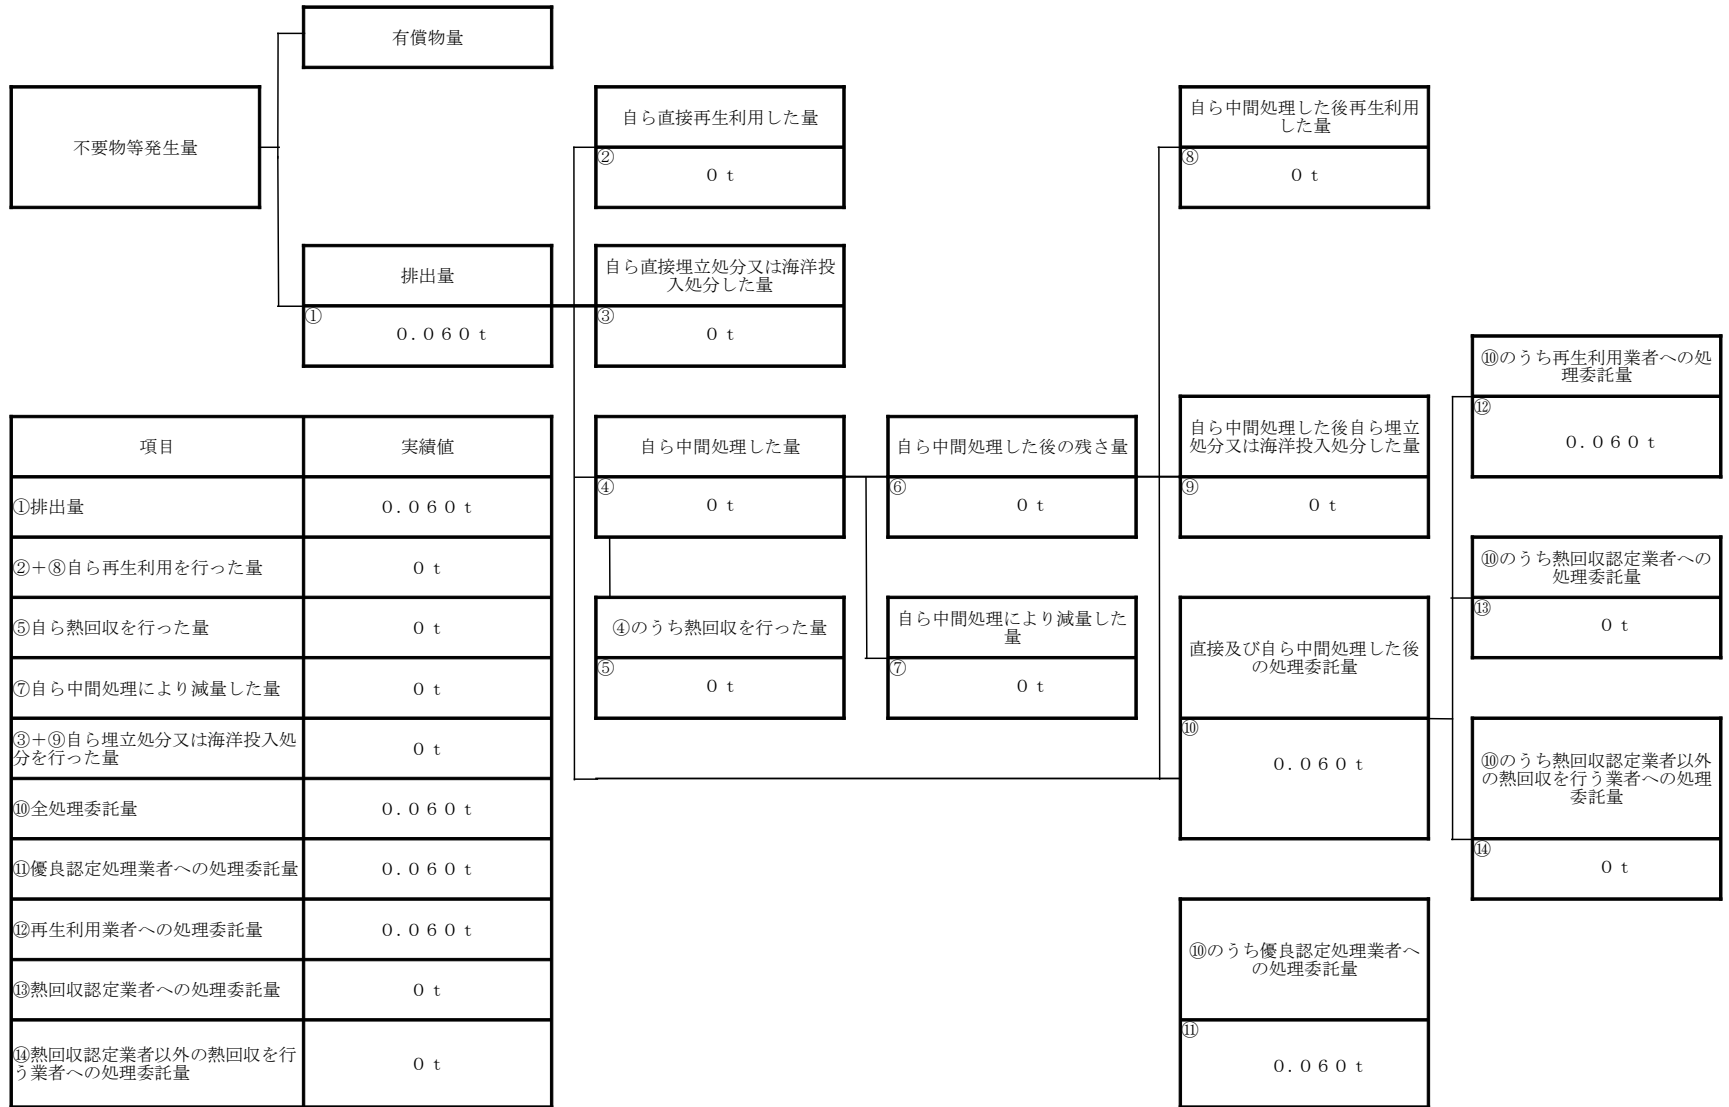 有償物量
不要物等発生量
自ら直接再生利用した量
②
0 t
自ら中間処理した後再生利用
した量
⑧
0 t
排出量
①
0.060 t
自ら直接埋立処分又は海洋投
入処分した量
③
0 t
項目
実績値
①排出量
0.060 t
②+⑧自ら再生利用を行った量
0 t
⑤自ら熱回収を行った量
0 t
⑦自ら中間処理により減量した量
0 t
③+⑨自ら埋立処分又は海洋投入処
分を行った量
0 t
⑩全処理委託量
0.060 t
⑪優良認定処理業者への処理委託量
0.060 t
⑫再生利用業者への処理委託量
0.060 t
⑬熱回収認定業者への処理委託量
0 t
⑭熱回収認定業者以外の熱回収を行
う業者への処理委託量
0 t
自ら中間処理した量
④
0 t
④のうち熱回収を行った量
⑤
0 t
自ら中間処理した後の残さ量
⑥
0 t
自ら中間処理により減量した
量
⑦
0 t
自ら中間処理した後自ら埋立
処分又は海洋投入処分した量
⑨
0 t
直接及び自ら中間処理した後
の処理委託量
⑩
0.060 t
⑩のうち優良認定処理業者へ
の処理委託量
⑪
0.060 t
⑩のうち再生利用業者への処
理委託量
⑫
0.060 t
⑩のうち熱回収認定業者への
処理委託量
⑬
0 t
⑩のうち熱回収認定業者以外
の熱回収を行う業者への処理
委託量
⑭
0 t